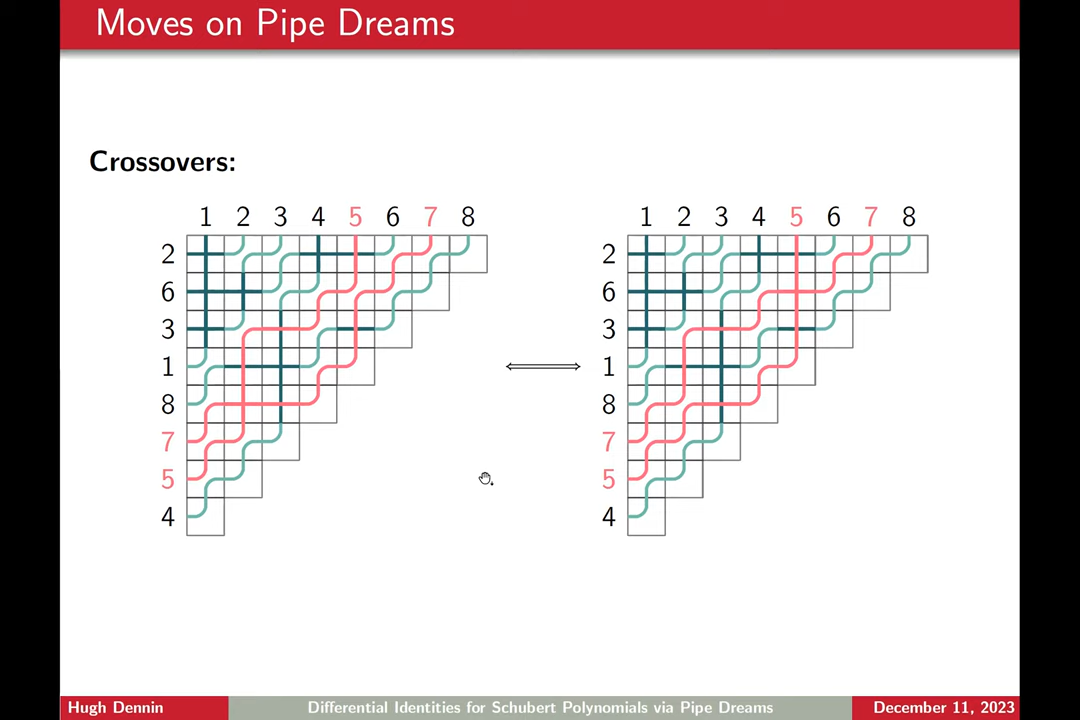 Moves on Pipe Dreams
Crossovers:
1 2 3 4 5 6 7 8
2
6
3
1
8
7
5
4
1 2 3 4 5 6 7 8
2
6
3
1
8
7
5
4
Hugh Dennin
Differential Identities for Schubert Polynomials via Pipe Dreams
December 11, 2023